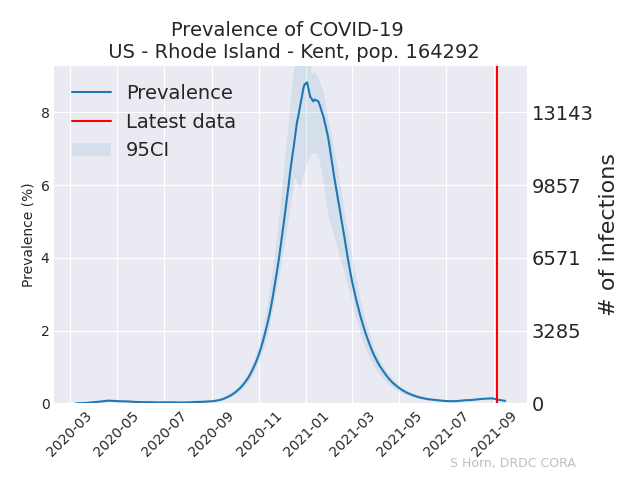 Prevalence of COVID-19
US - Rhode Island - Kent, pop. 164292
Prevalence
Latest data
95CI
Prevalence (%)
8
6
4
2
0
13143
9857
6571
3285
0
# of infections
2020-03
2020-05
2020-07
2020-09
2020-11
2021-01
2021-03
2021-05
2021-07
2021-09
S Horn, DRDC CORA